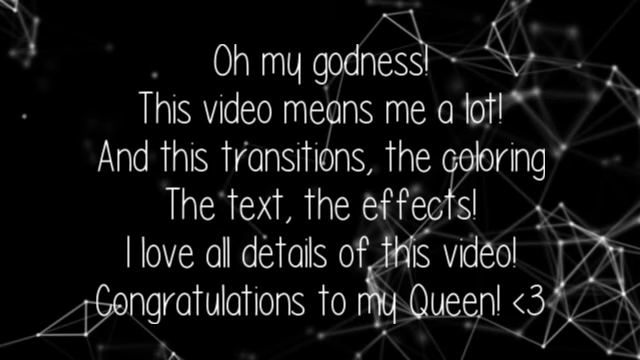 Oh my godness!
This video means me a lot!
And this transitions, the coloring
The text, the effects!
I love all details of this video!
Congratulations to my Queen! <3